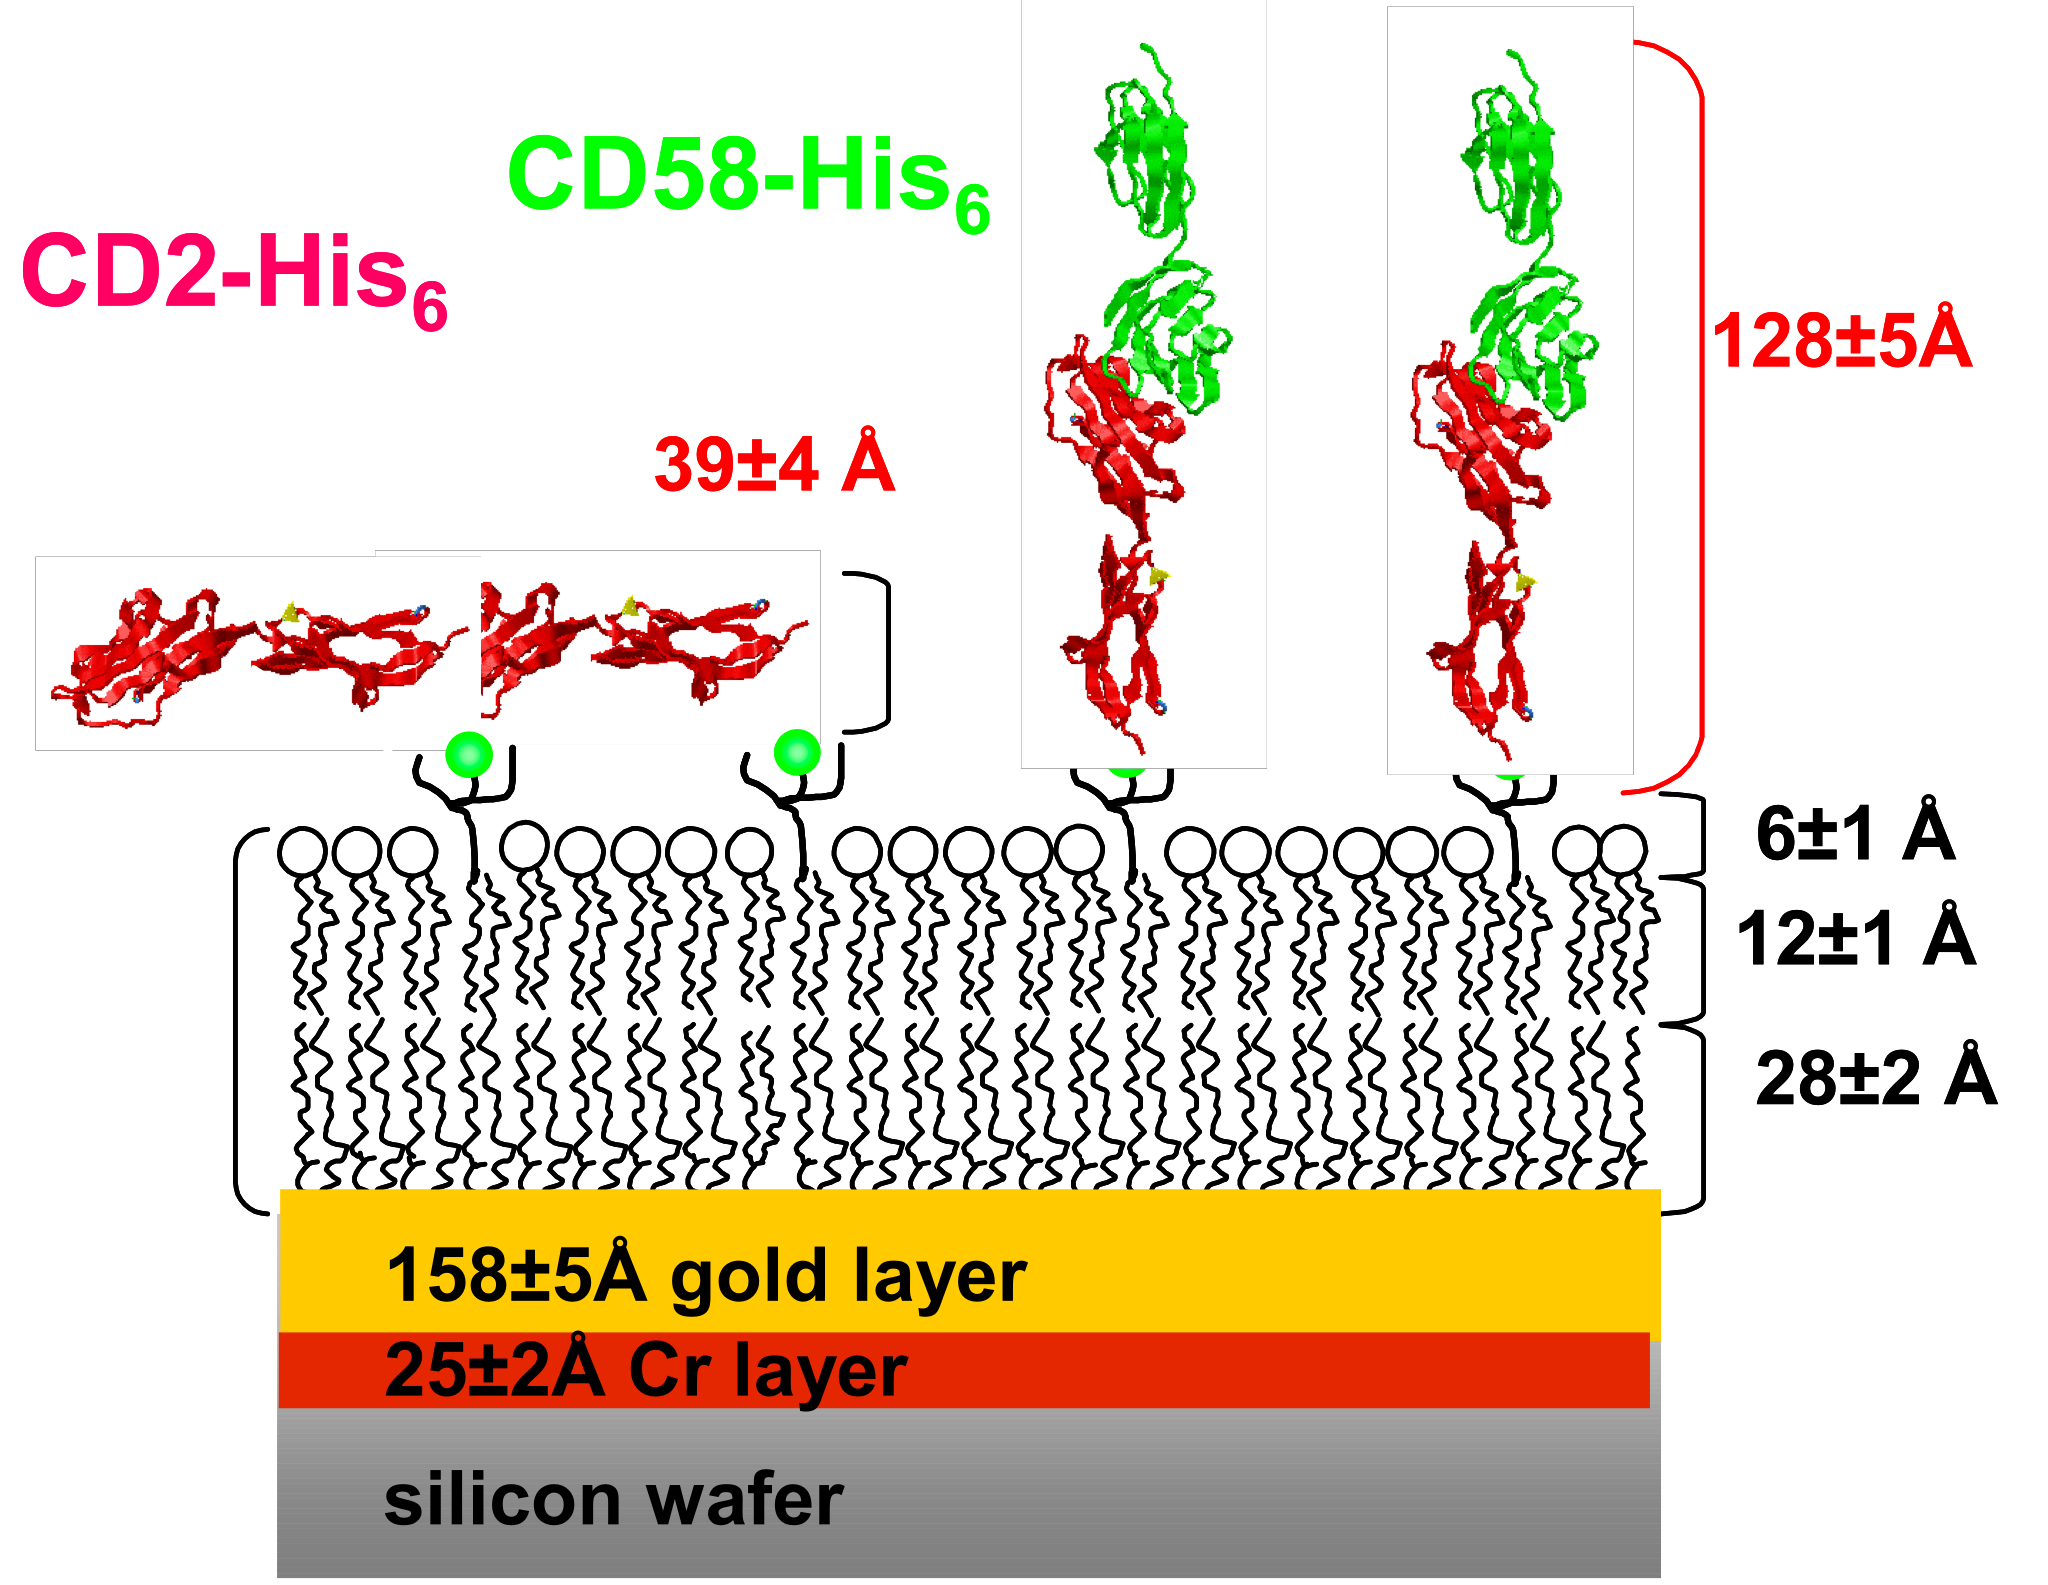 CD58-His6
CD2-His6
128±5Å
39±4 Å
6±1 Å
12±1 Å
28±2 Å
158±5Å gold layer
25±2Å Cr layer
silicon wafer